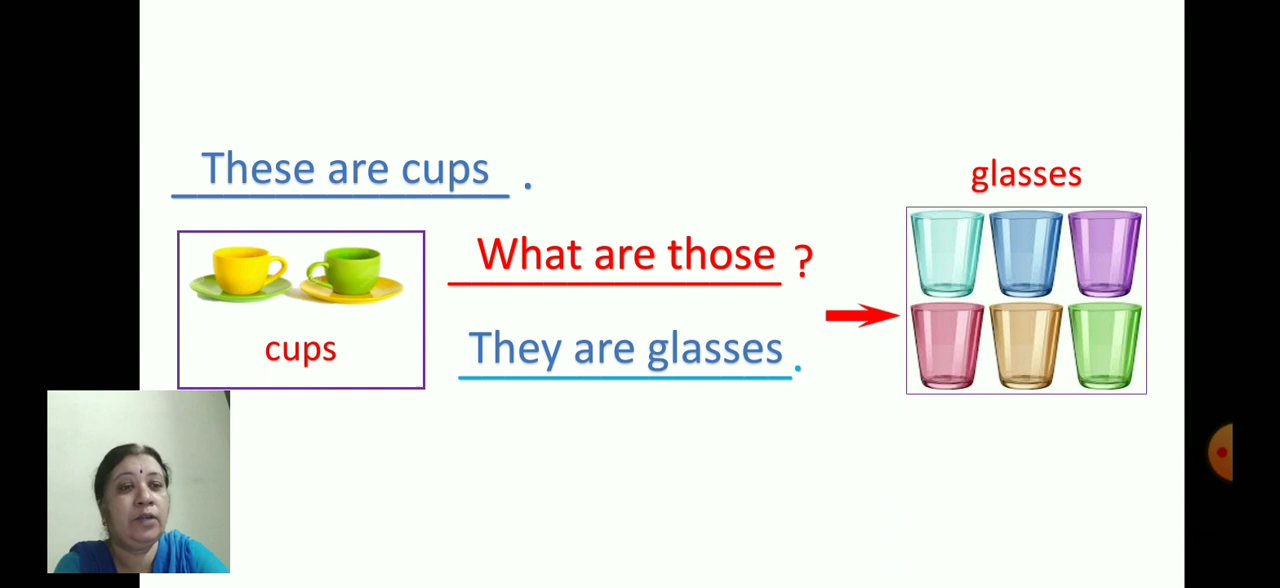 These are cups .
glasses
What are those ?
They are glasses .
cups